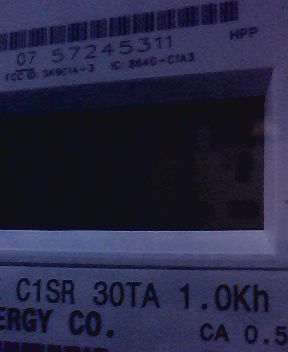 07 57245311
HPP
FCC ID: SK9C1A-3 IC: 864G-C1A3
C1SR 30TA 1.0Kh
ERGY CO.
CA 0.5